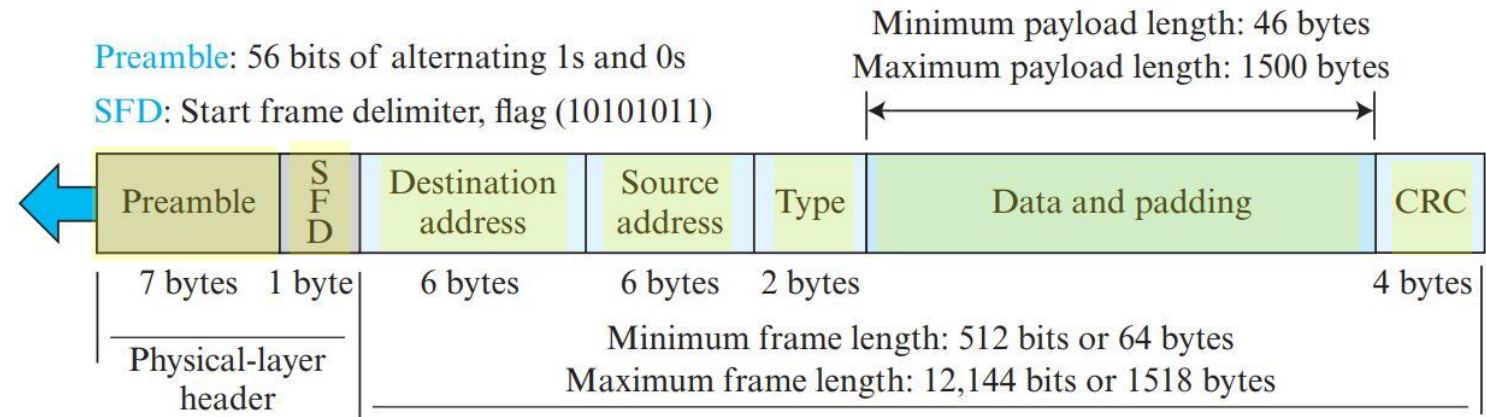 Preamble: 56 bits of alternating 1s and 0s
SFD: Start frame delimiter, flag (10101011)
Minimum payload length: 46 bytes
Maximum payload length: 1500 bytes
Preamble
S
F
D
Destination
address
Source
address
Type
Data and padding
CRC
7 bytes
1 byte
6 bytes
6 bytes
2 bytes
4 bytes
Physical-layer
header
Minimum frame length: 512 bits or 64 bytes
Maximum frame length: 12,144 bits or 1518 bytes